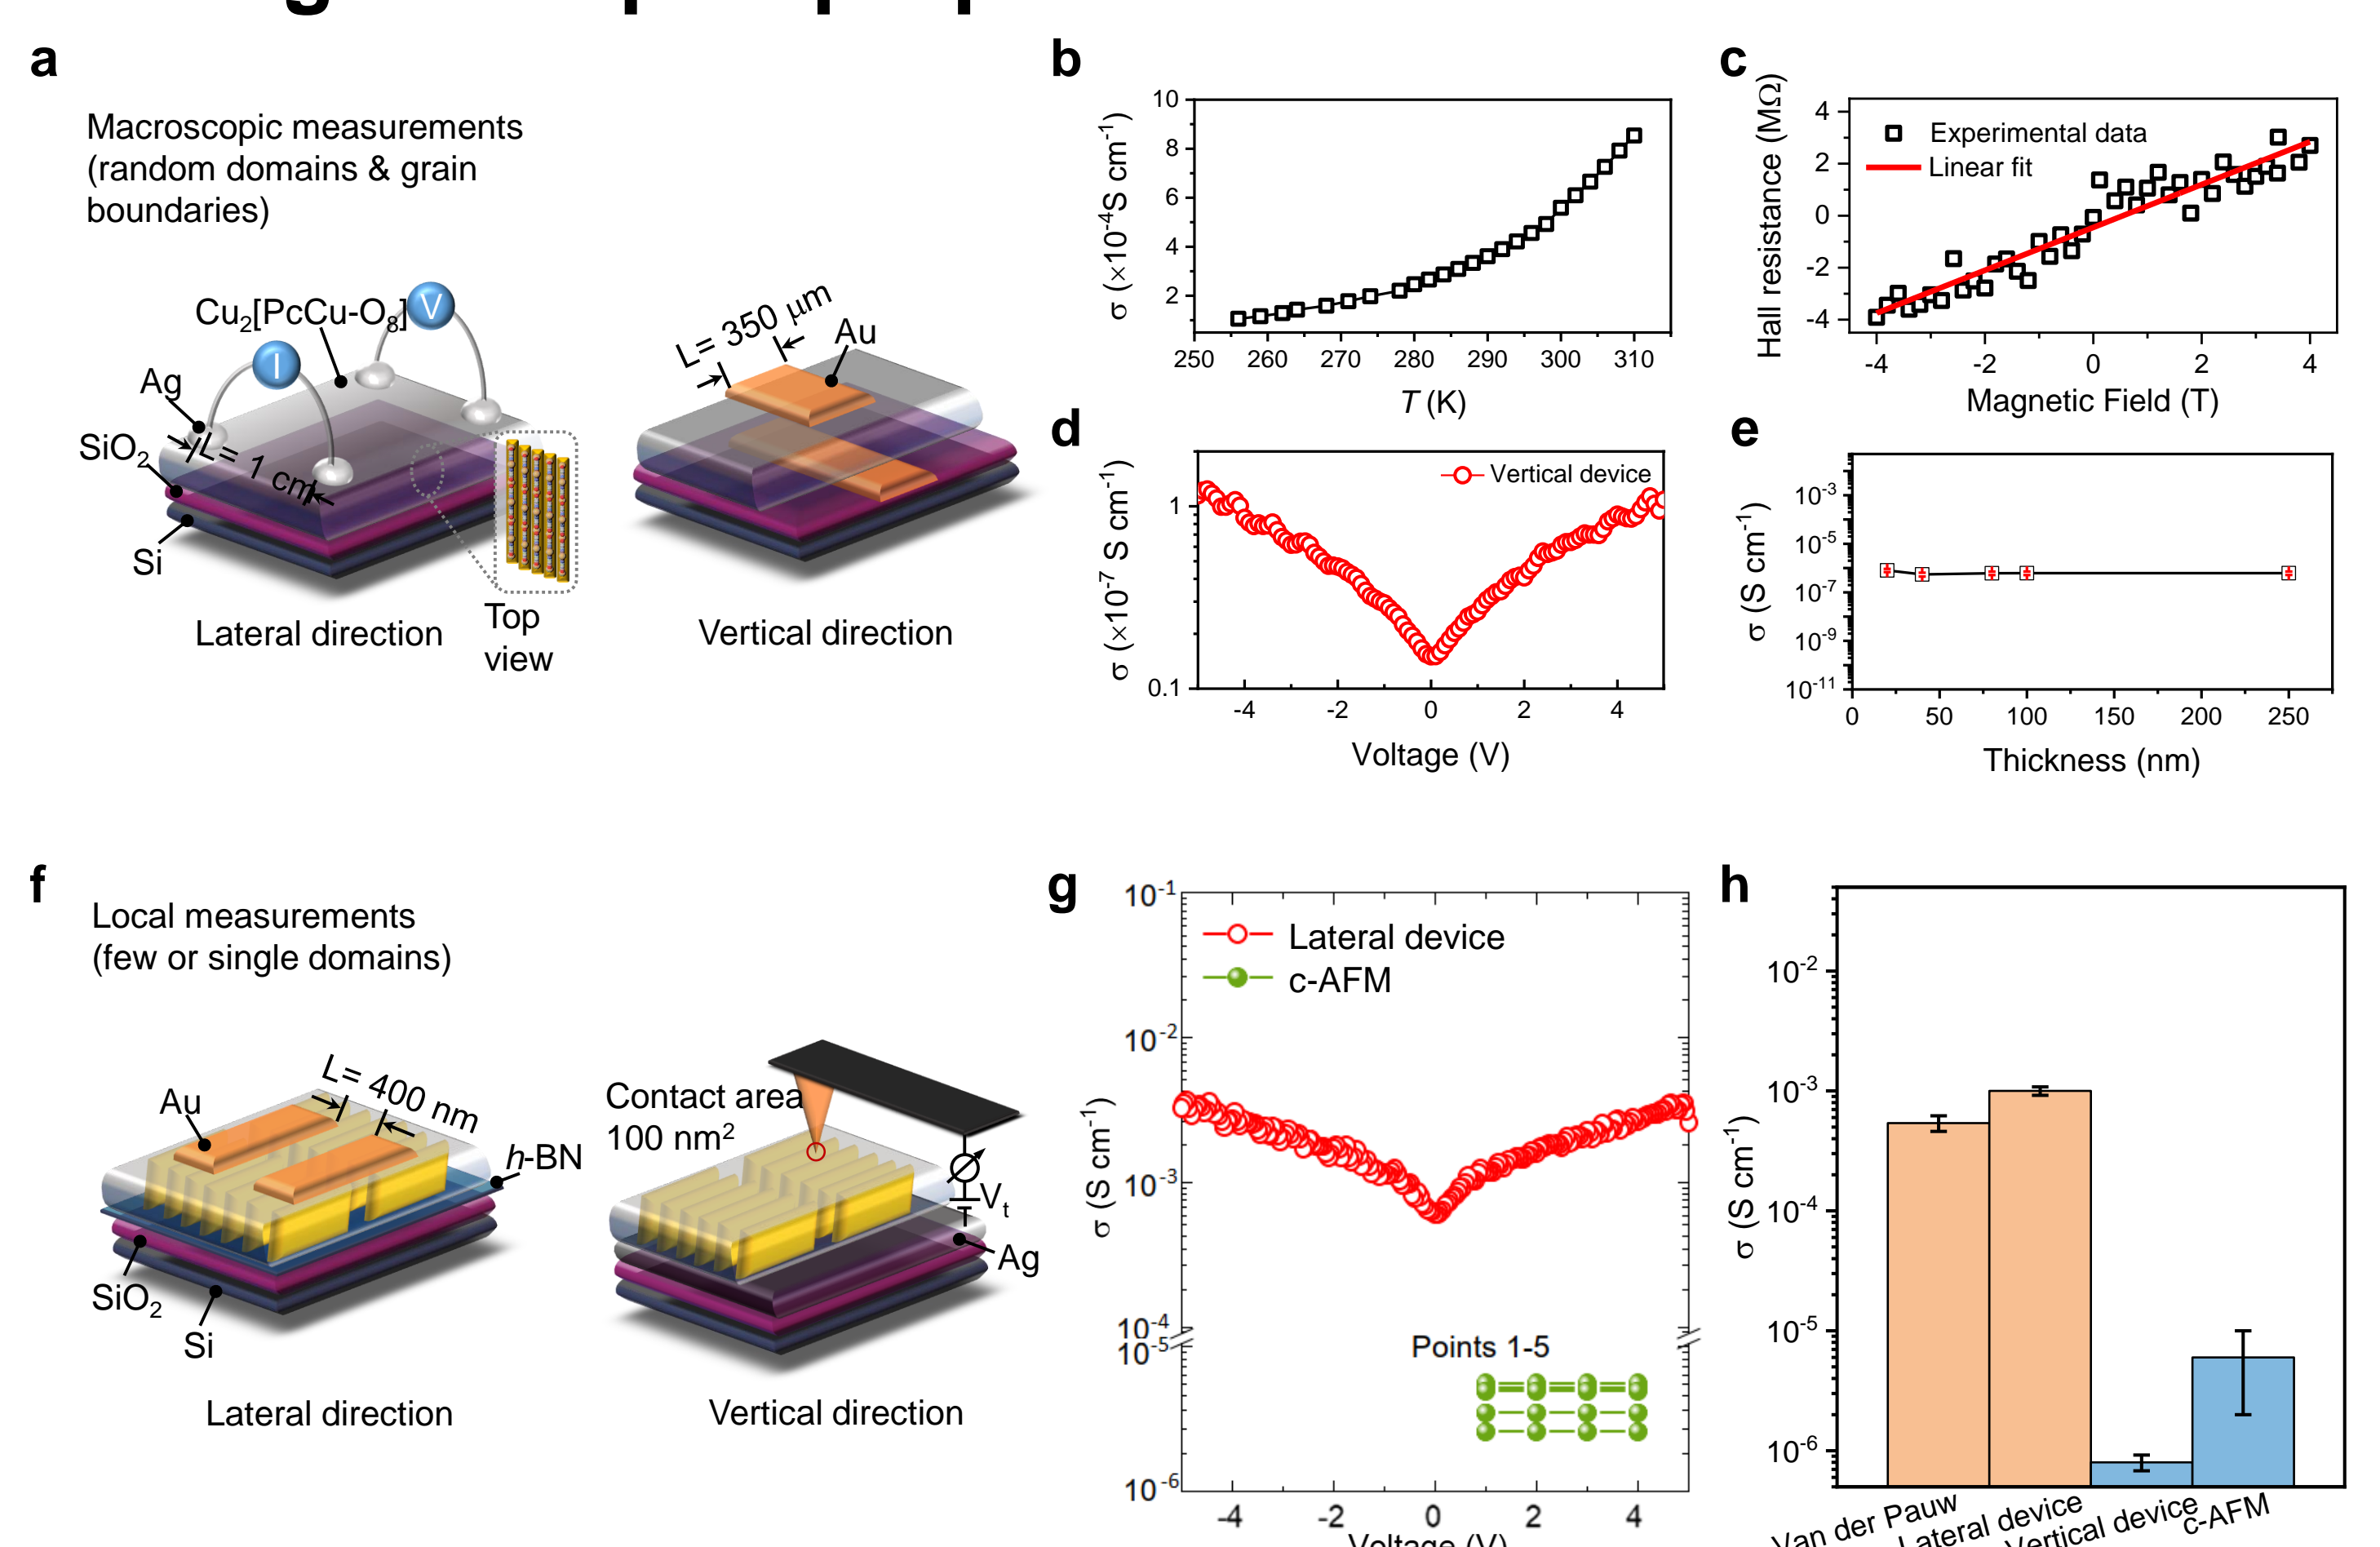 a
Macroscopic measurements
(random domains & grain
boundaries)
Cu2[PcCu-O8]
V
I
Ag
SiO2
L= 1 cm
Si
Top
view
Lateral direction
L= 350 μm
Au
Vertical direction
b
σ (×10-4S cm-1)
10
8
6
4
2
250 260 270 280 290 300 310
T (K)
c
Hall resistance (MΩ)
4
2
0
-2
-4
Experimental data
Linear fit
-4 -2 0 2 4
Magnetic Field (T)
d
σ (×10-7 S cm-1)
1
0.1
Vertical device
-4 -2 0 2 4
Voltage (V)
e
σ (S cm-1)
10-3
10-5
10-7
10-9
10-11
0 50 100 150 200 250
Thickness (nm)
f
Local measurements
(few or single domains)
Au
L= 400 nm
h-BN
SiO2
Si
Lateral direction
Contact area
100 nm2
Vt
Ag
Vertical direction
g
σ (S cm-1)
10-1
10-2
10-3
10-4
10-5
10-6
Lateral device
c-AFM
Points 1-5
-4 -2 0 2 4
Voltage (V)
h
σ (S cm-1)
10-2
10-3
10-4
10-5
10-6
Van der Pauw
Lateral device
Vertical device
c-AFM